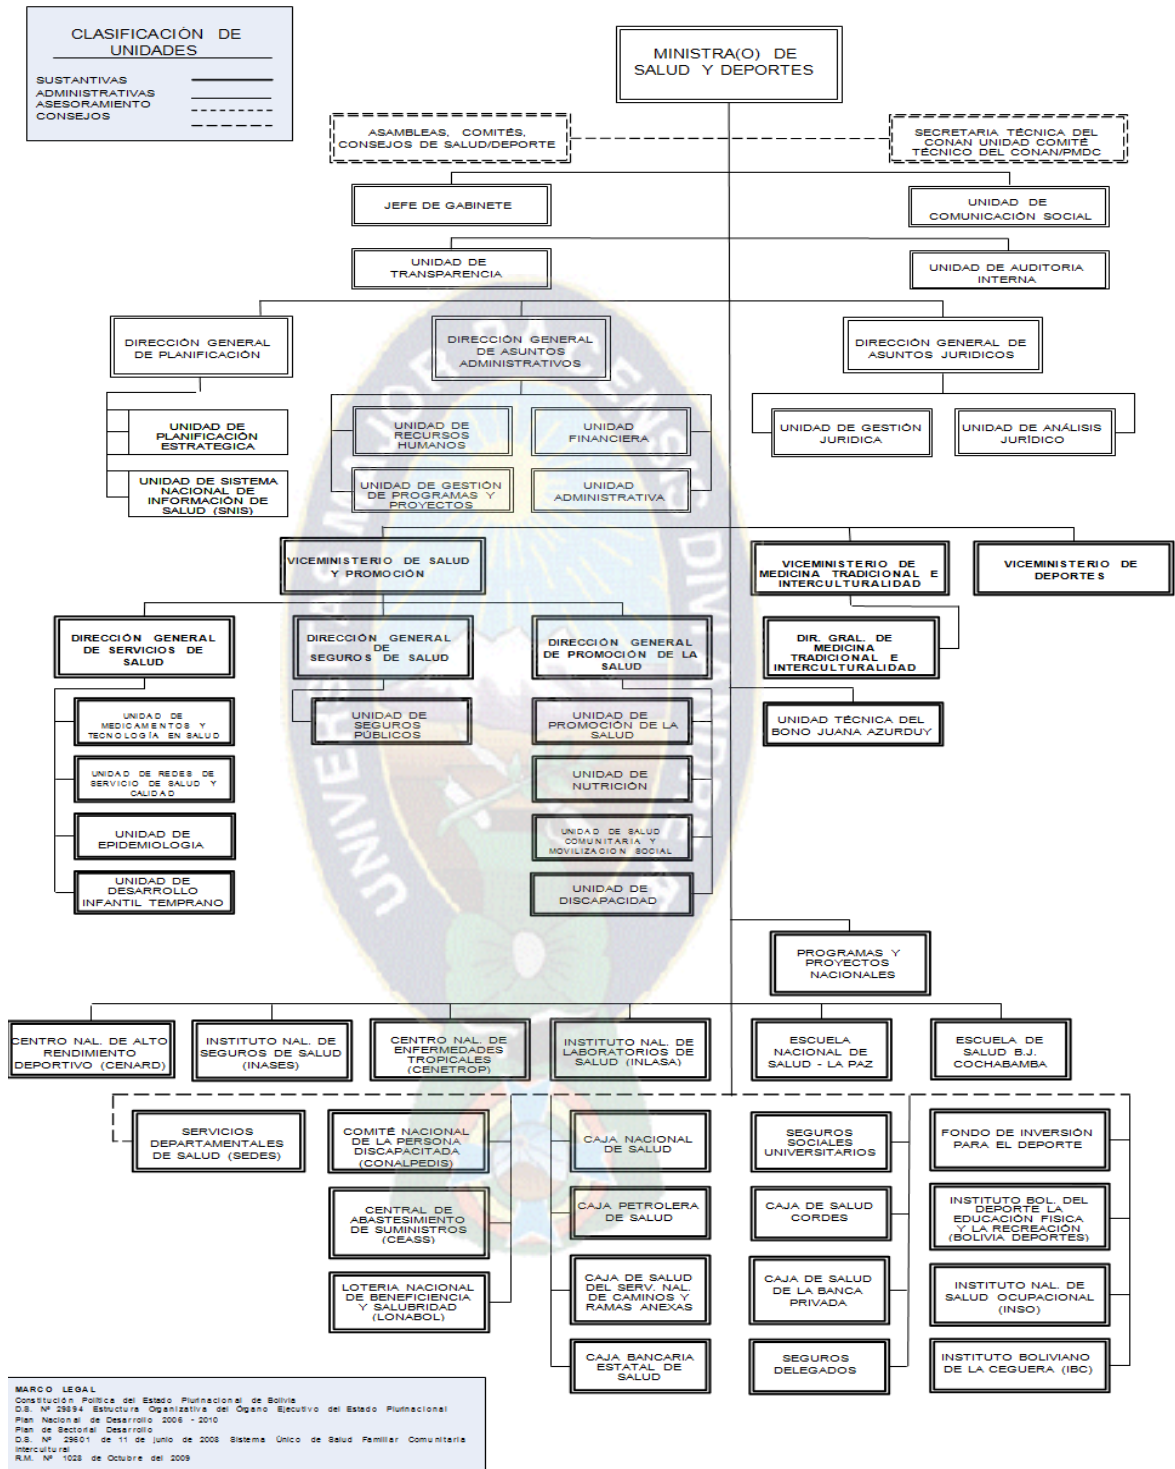 CLASIFICACIÓN DE
UNIDADES
SUSTANTIVAS
ADMINISTRATIVAS
ASESORAMIENTO
CONSEJOS
MINISTRA(O) DE
SALUD Y DEPORTES
ASAMBLEAS, COMITÉS,
CONSEJOS DE SALUD/DEPORTE
SECRETARIA TÉCNICA DEL
CONAN UNIDAD COMITÉ
TÉCNICO DEL CONAN/PMDC
JEFE DE GABINETE
UNIDAD DE
COMUNICACIÓN SOCIAL
UNIDAD DE
TRANSPARENCIA
UNIDAD DE AUDITORIA
INTERNA
DIRECCIÓN GENERAL
DE PLANIFICACIÓN
DIRECCIÓN GENERAL
DE ASUNTOS
ADMINISTRATIVOS
DIRECCIÓN GENERAL DE
ASUNTOS JURIDICOS
UNIDAD DE
PLANIFICACIÓN
ESTRATEGICA
UNIDAD DE
RECURSOS
HUMANOS
UNIDAD
FINANCIERA
UNIDAD DE GESTIÓN
JURIDICA
UNIDAD DE ANÁLISIS
JURÍDICO
UNIDAD DE SISTEMA
NACIONAL DE
INFORMACIÓN DE
SALUD (SNIS)
UNIDAD DE GESTIÓN
DE PROGRAMAS Y
PROYECTOS
UNIDAD
ADMINISTRATIVA
VICEMINISTERIO DE SALUD
Y PROMOCIÓN
VICEMINISTERIO DE
MEDICINA TRADICIONAL E
INTERCULTURALIDAD
VICEMINISTERIO DE
DEPORTES
DIRECCIÓN GENERAL
DE SERVICIOS DE
SALUD
DIRECCIÓN GENERAL
DE
SEGUROS DE SALUD
DIRECCIÓN GENERAL
DE PROMOCIÓN DE LA
SALUD
DIR. GRAL. DE
MEDICINA
TRADICIONAL E
INTERCULTURALIDAD
UNIDAD DE
MEDICAMENTOS Y
TECNOLOGÍA EN SALUD
UNIDAD DE
SEGUROS
PÚBLICOS
UNIDAD DE
PROMOCIÓN DE LA
SALUD
UNIDAD TÉCNICA DEL
BONO JUANA AZURDUY
UNIDAD DE REDES DE
SERVICIO DE SALUD Y
CALIDAD
UNIDAD DE
NUTRICIÓN
UNIDAD DE
EPIDEMIOLOGIA
UNIDAD DE SALUD
COMUNITARIA Y
MOVILIZACION SOCIAL
UNIDAD DE
DESARROLLO
INFANTIL TEMPRANO
UNIDAD DE
DISCAPACIDAD
PROGRAMAS Y
PROYECTOS
NACIONALES
CENTRO NAL. DE ALTO
RENDIMIENTO
DEPORTIVO (CENARD)
INSTITUTO NAL. DE
SEGUROS DE SALUD (INASES)
CENTRO NAL. DE
ENFERMEDADES
TROPICALES (CENETROP)
INSTITUTO NAL. DE
LABORATORIOS DE
SALUD (INLASA)
ESCUELA
NACIONAL DE
SALUD - LA PAZ
ESCUELA DE
SALUD B.J.
COCHABAMBA
SERVICIOS
DEPARTAMENTALES
DE SALUD (SEDES)
COMITÉ NACIONAL
DE LA PERSONA
DISCAPACITADA
(CONALPEDIS)
CAJA NACIONAL
DE SALUD
SEGUROS
SOCIALES
UNIVERSITARIOS
FONDO DE INVERSIÓN
PARA EL DEPORTE
CENTRAL DE
ABASTESIMIENTO
DE SUMINISTROS
(CEASS)
CAJA PETROLERA
DE SALUD
CAJA DE SALUD
CORDES
INSTITUTO BOL. DEL
DEPORTE LA
EDUCACIÓN FISICA
Y LA RECREACIÓN
(BOLIVIA DEPORTES)
LOTERIA NACIONAL
DE BENEFICIENCIA
Y SALUBRIDAD
(LONABOL)
CAJA DE SALUD
DEL SERV. NAL.
DE CAMINOS Y
RAMAS ANEXAS
CAJA DE SALUD
DE LA BANCA
PRIVADA
INSTITUTO NAL. DE
SALUD OCUPACIONAL
(INSO)
CAJA BANCARIA
ESTATAL DE
SALUD
SEGUROS
DELEGADOS
INSTITUTO BOLIVIANO
DE LA CEGUERA (IBC)
MARCO LEGAL
Constitución Política del Estado Plurinacional de Bolivia
D.S. Nº 29894 Estructura Organizativa del Órgano Ejecutivo del Estado Plurinacional
Plan Nacional de Desarrollo 2006 - 2010
Plan de Sectorial Desarrollo
D.S. Nº 29601 de 11 de junio de 2008 Sistema Único de Salud Familiar Comunitaria
Intercultural
R.M. Nº 1028 de Octubre del 2009